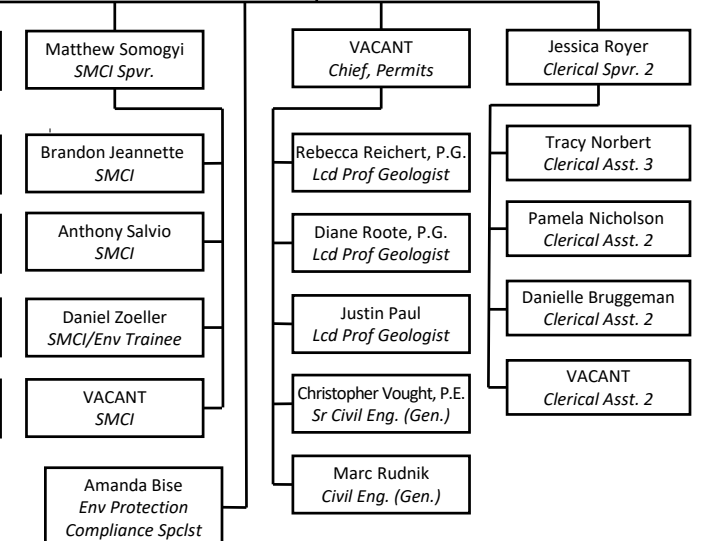 Matthew Somogyi
SMCI Spvr.
Brandon Jeannette
SMCI
Anthony Salvio
SMCI
Daniel Zoeller
SMCI/Env Trainee
VACANT
SMCI
Amanda Bise
Env Protection
Compliance Spclst
VACANT
Chief, Permits
Rebecca Reichert, P.G.
Lcd Prof Geologist
Diane Roote, P.G.
Lcd Prof Geologist
Justin Paul
Lcd Prof Geologist
Christopher Vought, P.E.
Sr Civil Eng. (Gen.)
Marc Rudnik
Civil Eng. (Gen.)
Jessica Royer
Clerical Spvr. 2
Tracy Norbert
Clerical Asst. 3
Pamela Nicholson
Clerical Asst. 2
Danielle Bruggeman
Clerical Asst. 2
VACANT
Clerical Asst. 2